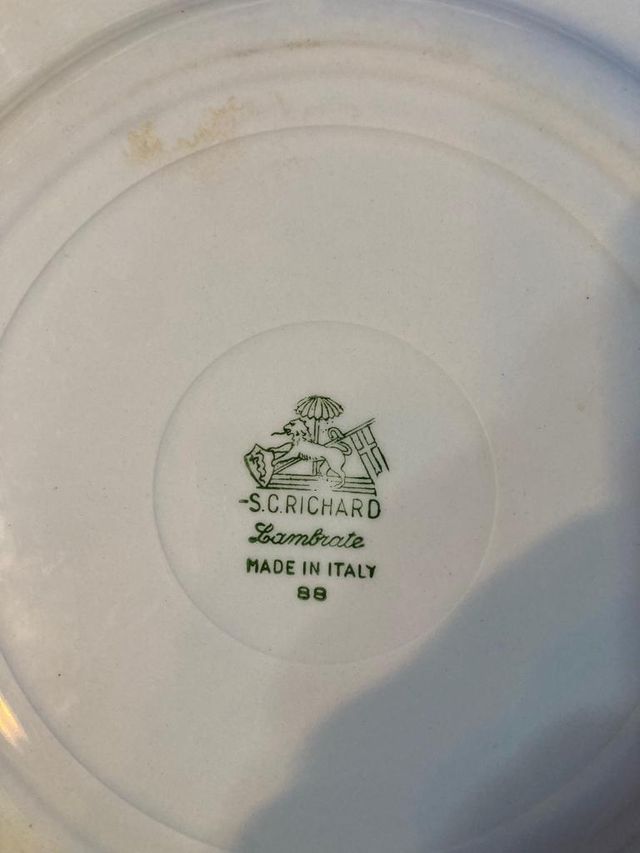 -S.C.RICHARD
Lambrate
MADE IN ITALY
88